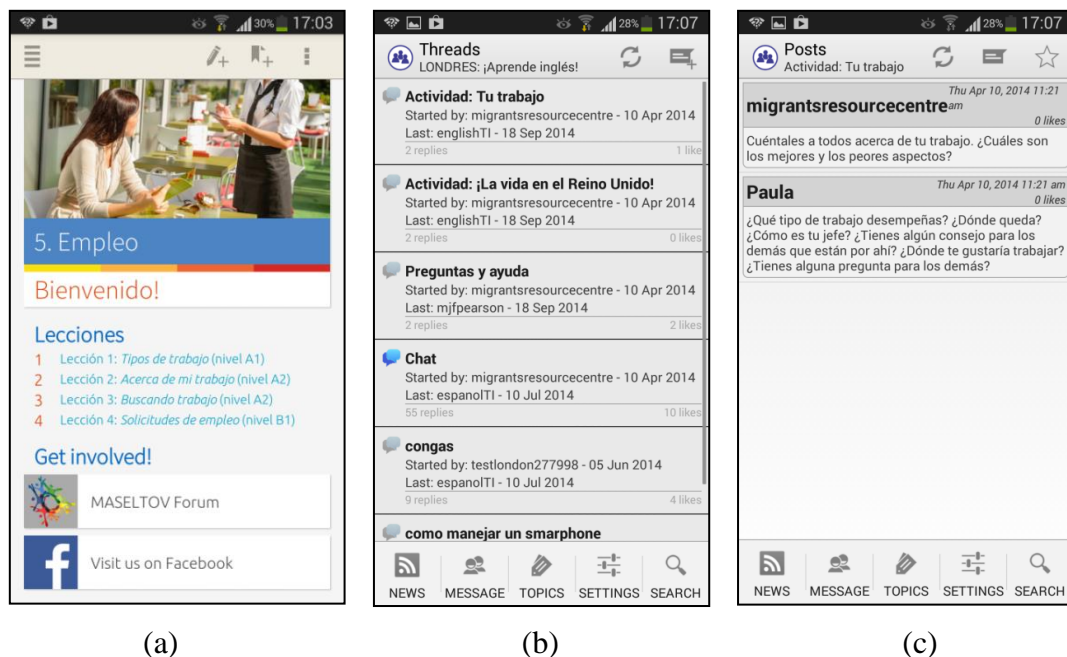 30% 17:03
5. Empleo
Bienvenido!
Lecciones
1 Lección 1: Tipos de trabajo (nivel A1)
2 Lección 2: Acerca de mi trabajo (nivel A2)
3 Lección 3: Buscando trabajo (nivel A2)
4 Lección 4: Solicitudes de empleo (nivel B1)
Get involved!
MASELTOV Forum
f
Visit us on Facebook
(a)
28% 17:07
Threads
LONDRES: ¡Aprende inglés!
Actividad: Tu trabajo
Started by: migrantsresourcecentre - 10 Apr 2014
Last: englishTI - 18 Sep 2014
2 replies 1 like
Actividad: ¡La vida en el Reino Unido!
Started by: migrantsresourcecentre - 10 Apr 2014
Last: englishTI - 18 Sep 2014
2 replies 0 likes
Preguntas y ayuda
Started by: migrantsresourcecentre - 10 Apr 2014
Last: mjfpearson - 18 Sep 2014
2 replies 2 likes
Chat
Started by: migrantsresourcecentre - 10 Apr 2014
Last: espanolTI - 10 Jul 2014
55 replies 10 likes
congas
Started by: testlondon277998 - 05 Jun 2014
Last: espanolTI - 10 Jul 2014
9 replies 4 likes
como manejar un smarphone
NEWS MESSAGE TOPICS SETTINGS SEARCH
(b)
28% 17:07
Posts
Actividad: Tu trabajo
migrantsresourcecentre Thu Apr 10, 2014 11:21
am
0 likes
Cuéntales a todos acerca de tu trabajo. ¿Cuáles son
los mejores y los peores aspectos?
Paula Thu Apr 10, 2014 11:21 am
0 likes
¿Qué tipo de trabajo desempeñas? ¿Dónde queda?
¿Cómo es tu jefe? ¿Tienes algún consejo para los
demás que están por ahí? ¿Dónde te gustaría trabajar?
¿Tienes alguna pregunta para los demás?
NEWS MESSAGE TOPICS SETTINGS SEARCH
(c)